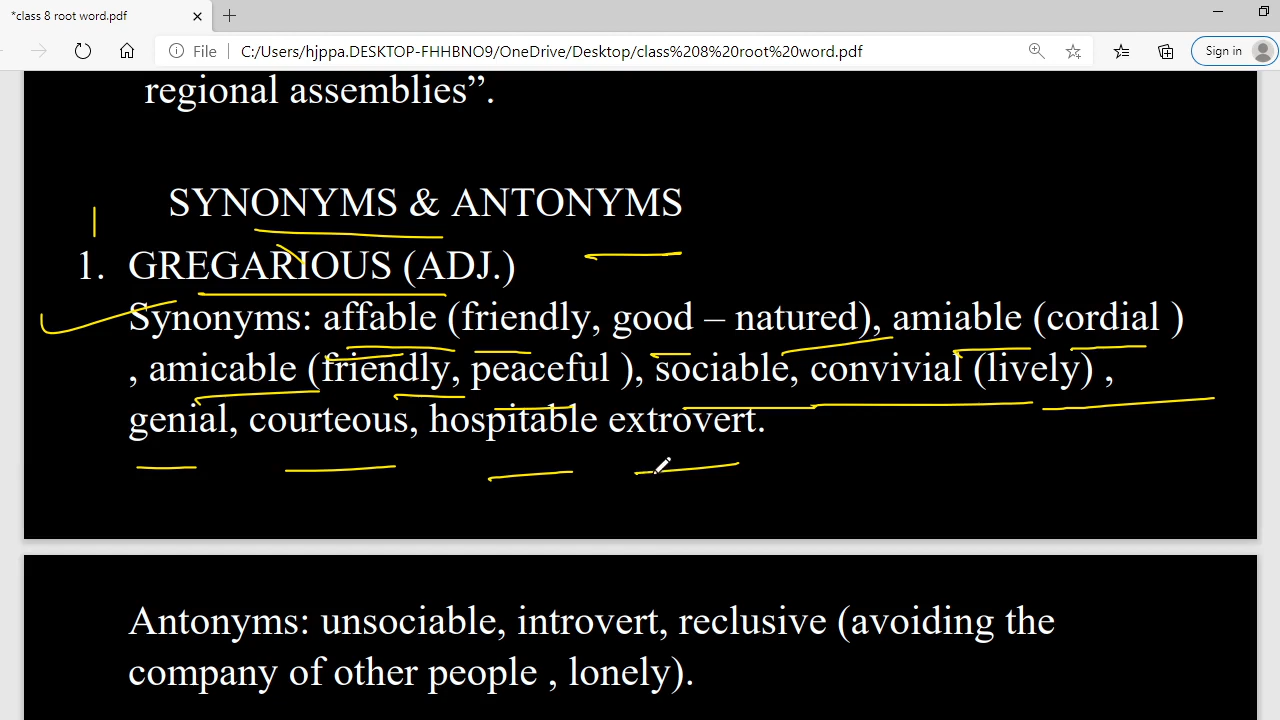 *class 8 root word.pdf
File | C:/Users/hjppa.DESKTOP-FHHBNO9/OneDrive/Desktop/class%208%20root%20word.pdf
Sign in
regional assemblies”.
SYNONYMS & ANTONYMS
1. GREGARIOUS (ADJ.)
Synonyms: affable (friendly, good – natured), amiable (cordial )
, amicable (friendly, peaceful ), sociable, convivial (lively) ,
genial, courteous, hospitable extrovert.
Antonyms: unsociable, introvert, reclusive (avoiding the
company of other people , lonely).